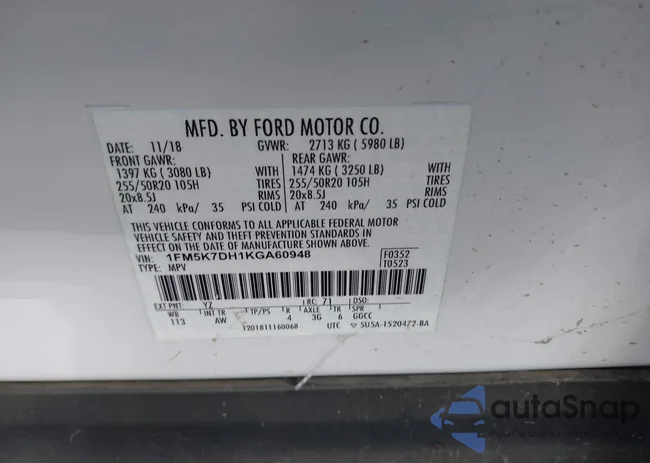 MFD. BY FORD MOTOR CO.
DATE: 11/18 GVWR: 2713 KG ( 5980 LB)
FRONT GAWR: REAR GAWR:
1397 KG ( 3080 LB) WITH 1474 KG ( 3250 LB) WITH
255/50R20 105H TIRES 255/50R20 105H TIRES
20x8.5J RIMS 20x8.5J RIMS
AT 240 kPa/ 35 PSI COLD AT 240 kPa/ 35 PSI COLD
THIS VEHICLE CONFORMS TO ALL APPLICABLE FEDERAL MOTOR
VEHICLE SAFETY AND THEFT PREVENTION STANDARDS IN
EFFECT ON THE DATE OF MANUFACTURE SHOWN ABOVE.
VIN: 1FM5K7DH1KGA60948 F0352
TYPE: MPV T0523
EXT PNT: YZ RC: 71
WB INT TR TP/PS R AXLE TR SPR
113 AW 4 3G 6 GGCC
1201811160068 UTC 5U5A-1520472-BA
autoSnap